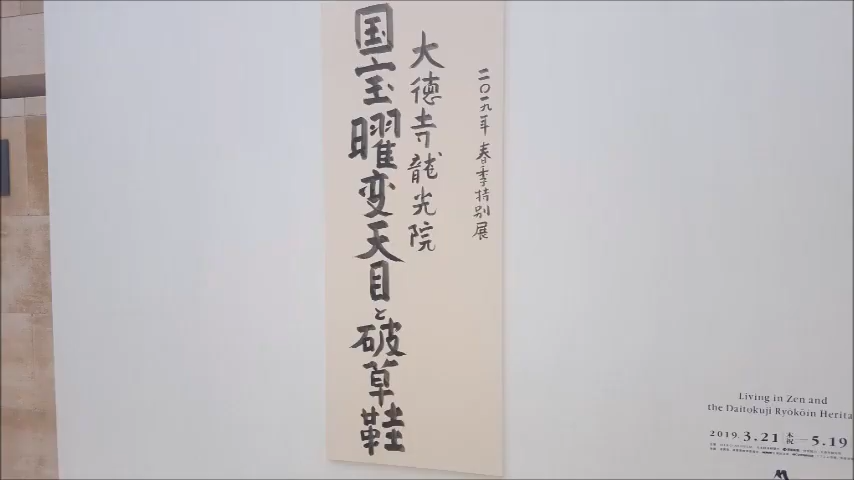 二〇一九年 春季特別展
大徳寺龍光院
国宝曜変天目と破草鞋
Living in Zen and
the Daitokuji Ryōkōin Herita
2019.3.21 木祝 — 5.19